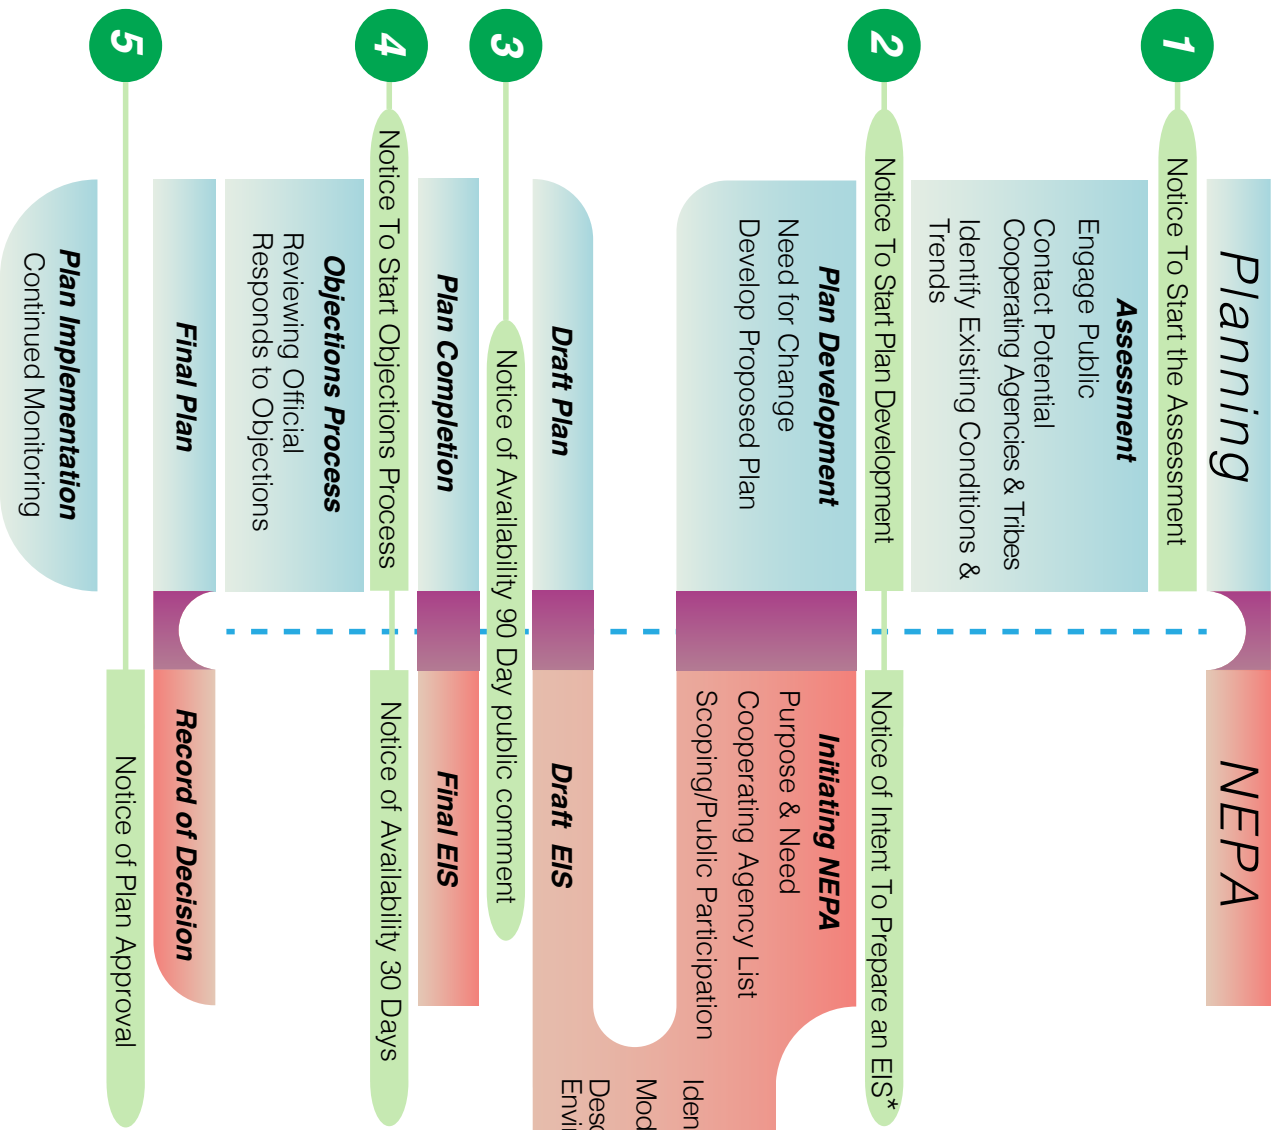 Planning
NEPA
1
Notice To Start the Assessment
Assessment
Engage Public
Contact Potential
Cooperating Agencies & Tribes
Identify Existing Conditions &
Trends
2
Notice To Start Plan Development
Notice of Intent To Prepare an EIS*
Plan Development
Need for Change
Develop Proposed Plan
Initiating NEPA
Purpose & Need
Cooperating Agency List
Scoping/Public Participation
Draft Plan
Draft EIS
3
Notice of Availability 90 Day public comment
Plan Completion
Final EIS
4
Notice To Start Objections Process
Notice of Availability 30 Days
Objections Process
Reviewing Official
Responds to Objections
Final Plan
Record of Decision
5
Notice of Plan Approval
Plan Implementation
Continued Monitoring